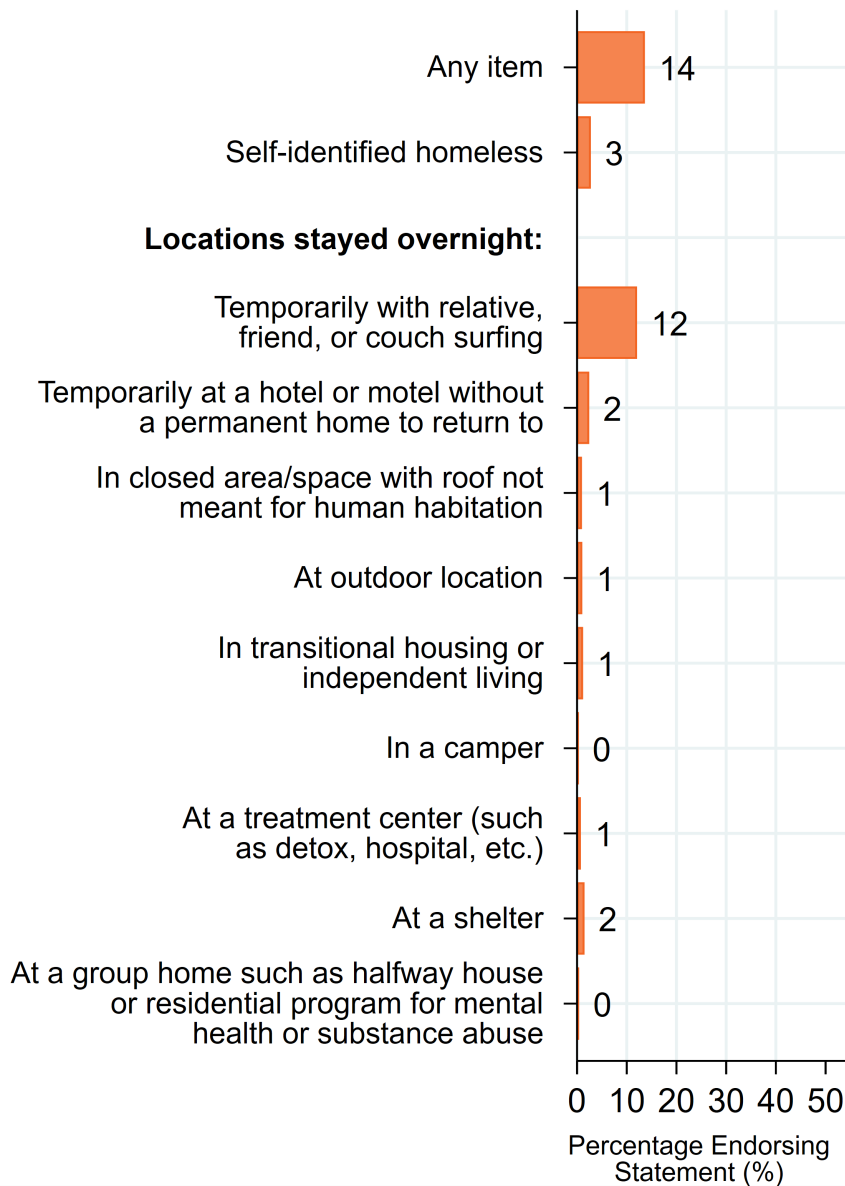 Any item
14
Self-identified homeless
3
Locations stayed overnight:
Temporarily with relative,
friend, or couch surfing
12
Temporarily at a hotel or motel without
a permanent home to return to
2
In closed area/space with roof not
meant for human habitation
1
At outdoor location
1
In transitional housing or
independent living
1
In a camper
0
At a treatment center (such
as detox, hospital, etc.)
1
At a shelter
2
At a group home such as halfway house
or residential program for mental
health or substance abuse
0
0 10 20 30 40 50
Percentage Endorsing
Statement (%)